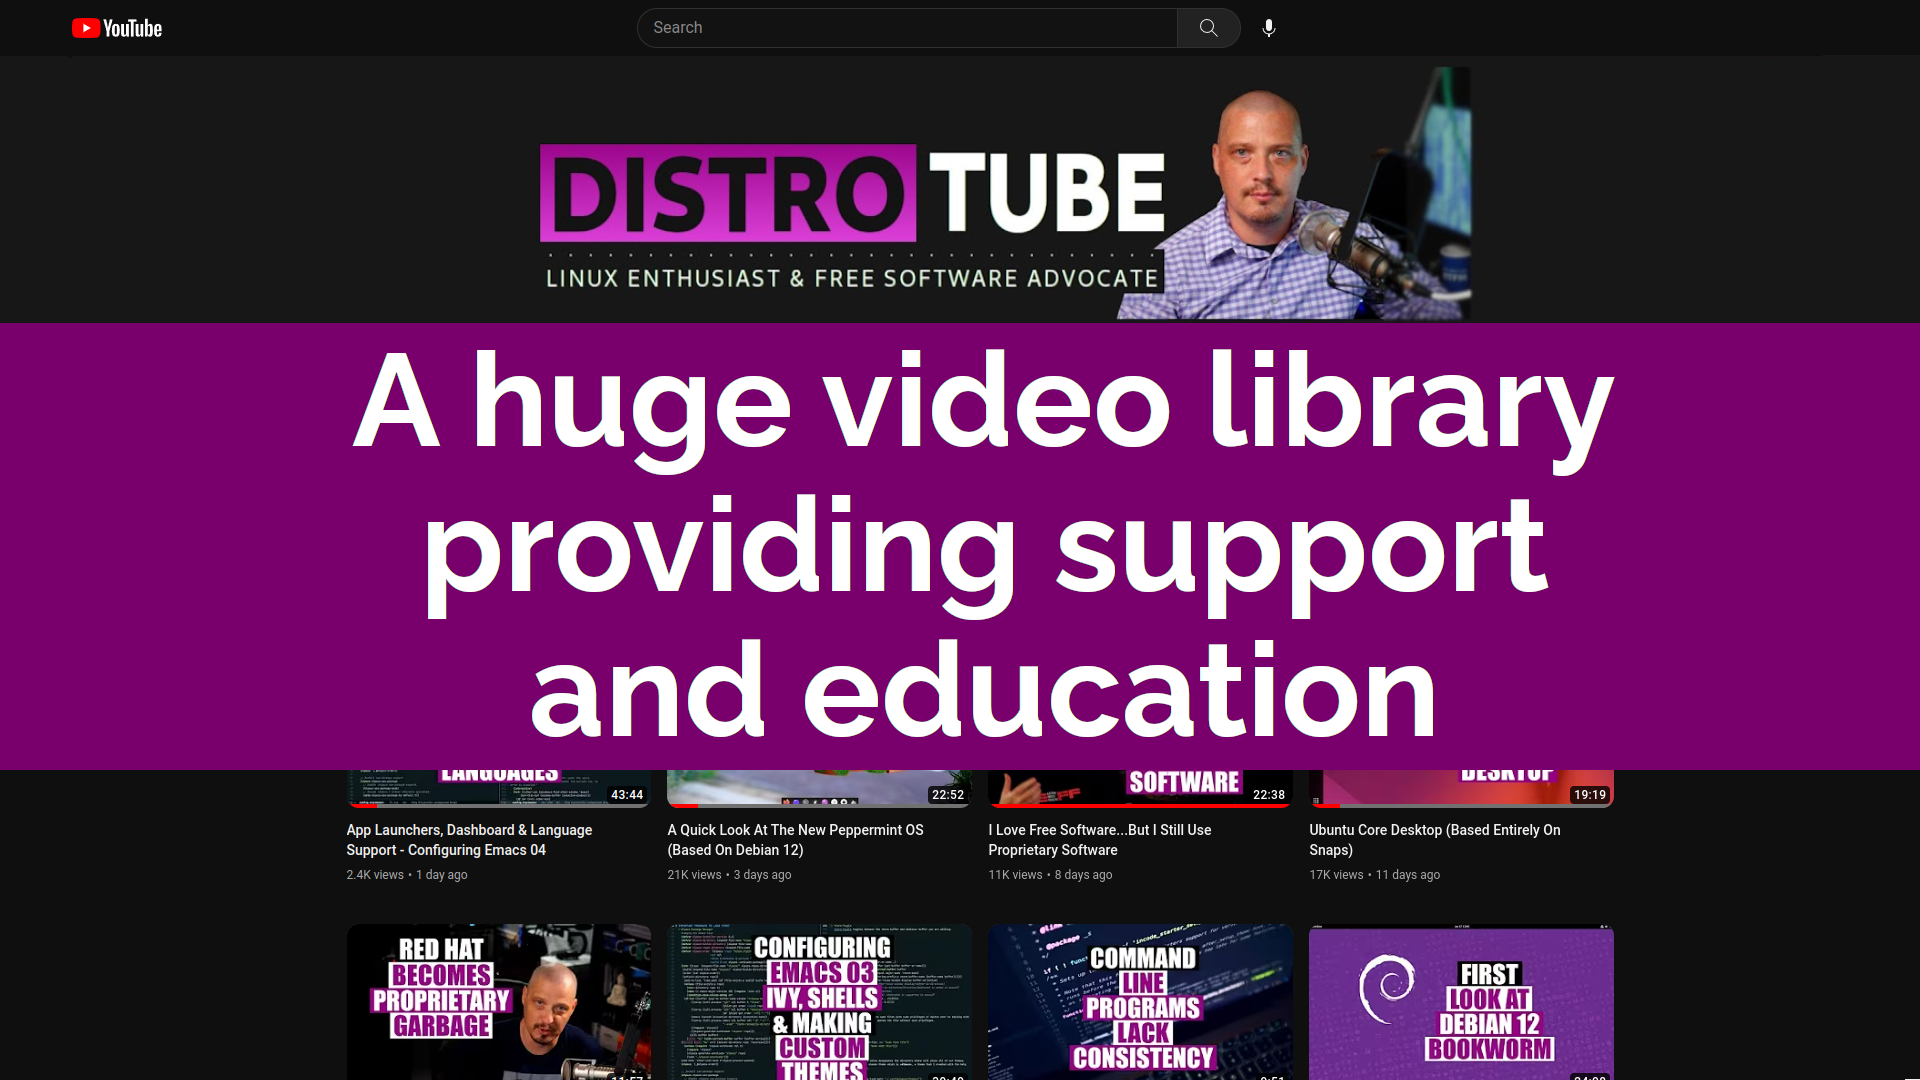 YouTube
Search
DISTRO TUBE
LINUX ENTHUSIAST & FREE SOFTWARE ADVOCATE
A huge video library
providing support
and education
LANGUAGES
SOFTWARE
DESKTOP
43:44
22:52
22:38
19:19
App Launchers, Dashboard & Language
Support - Configuring Emacs 04
2.4K views • 1 day ago
A Quick Look At The New Peppermint OS
(Based On Debian 12)
21K views • 3 days ago
I Love Free Software...But I Still Use
Proprietary Software
11K views • 8 days ago
Ubuntu Core Desktop (Based Entirely On
Snaps)
17K views • 11 days ago
RED HAT
BECOMES
PROPRIETARY
GARBAGE
CONFIGURING
EMACS 03
IVY, SHELLS
& MAKING
CUSTOM
THEMES
COMMAND
LINE
PROGRAMS
LACK
CONSISTENCY
FIRST
LOOK AT
DEBIAN 12
BOOKWORM